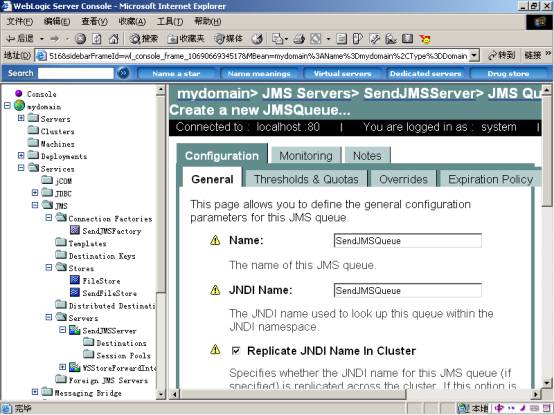 WebLogic Server Console - Microsoft Internet Explorer
文件(F) 编辑(E) 查看(V) 收藏(A) 工具(T) 帮助(H)
后退 搜索 收藏夹 媒体
地址(D) 516&sidebarFrameId=wl_console_frame_1069066934517&MBean=mydomain%3AName%3Dmydomain%2CType%3DDomain 转到 链接 »
Search Name a star Name meanings Virtual servers Dedicated servers Drug store
Console
mydomain
Servers
Clusters
Machines
Deployments
Services
jCOM
JDBC
JMS
Connection Factories
SendJMSFactory
Templates
Destination Keys
Stores
FileStore
SendFileStore
Distributed Destinati
Servers
SendJMSServer
Destinations
Session Pools
WSStoreForwardInte
Foreign JMS Servers
Messaging Bridge
mydomain> JMS Servers> SendJMSServer> JMS Qu
Create a new JMSQueue...
Connected to : localhost :80 | You are logged in as : system
Configuration Monitoring Notes
General Thresholds & Quotas Overrides Expiration Policy
This page allows you to define the general configuration
parameters for this JMS queue.
Name: SendJMSQueue
The name of this JMS queue.
JNDI Name: SendJMSQueue
The JNDI name used to look up this queue within the
JNDI namespace.
Replicate JNDI Name In Cluster
Specifies whether the JNDI name for this JMS queue (if
specified) is replicated across the cluster. If this option is
完毕 本地